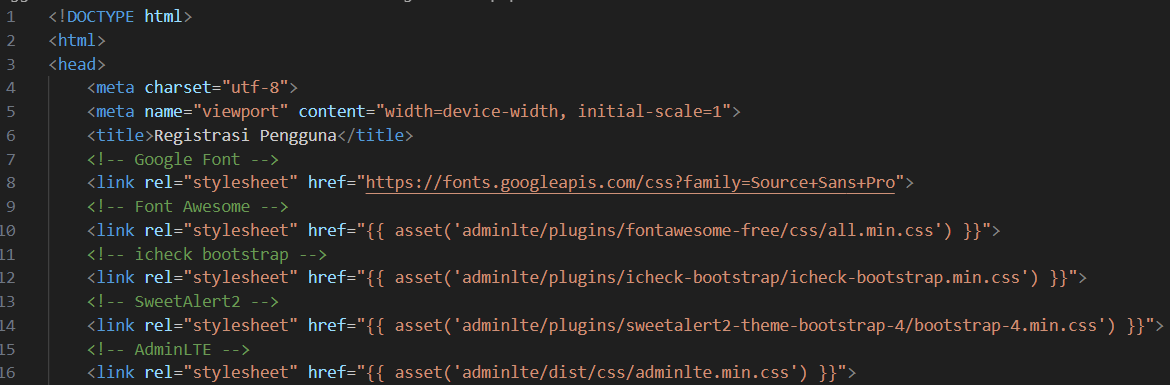 1 <!DOCTYPE html>
2 <html>
3 <head>
4 <meta charset="utf-8">
5 <meta name="viewport" content="width=device-width, initial-scale=1">
6 <title>Registrasi Pengguna</title>
7 <!-- Google Font -->
8 <link rel="stylesheet" href="https://fonts.googleapis.com/css?family=Source+Sans+Pro">
9 <!-- Font Awesome -->
10 <link rel="stylesheet" href="{{ asset('adminlte/plugins/fontawesome-free/css/all.min.css') }}">
11 <!-- icheck bootstrap -->
12 <link rel="stylesheet" href="{{ asset('adminlte/plugins/icheck-bootstrap/icheck-bootstrap.min.css') }}">
13 <!-- SweetAlert2 -->
14 <link rel="stylesheet" href="{{ asset('adminlte/plugins/sweetalert2-theme-bootstrap-4/bootstrap-4.min.css') }}">
15 <!-- AdminLTE -->
16 <link rel="stylesheet" href="{{ asset('adminlte/dist/css/adminlte.min.css') }}">